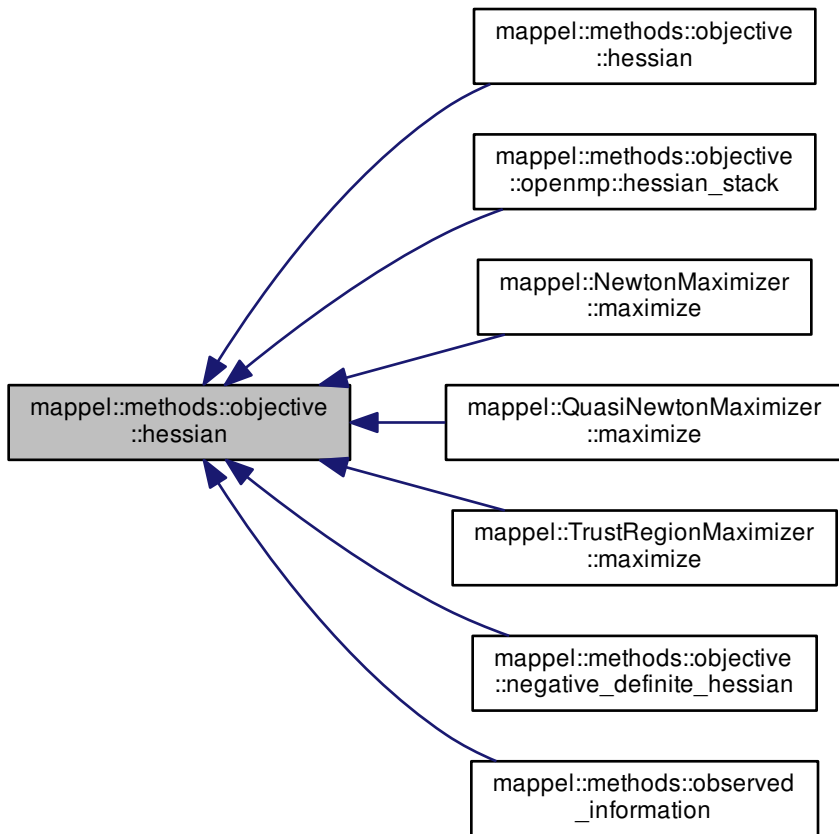 mappel::methods::objective
::hessian
mappel::methods::objective
::openmp::hessian_stack
mappel::NewtonMaximizer
::maximize
mappel::methods::objective
::hessian
mappel::QuasiNewtonMaximizer
::maximize
mappel::TrustRegionMaximizer
::maximize
mappel::methods::objective
::negative_definite_hessian
mappel::methods::observed
_information